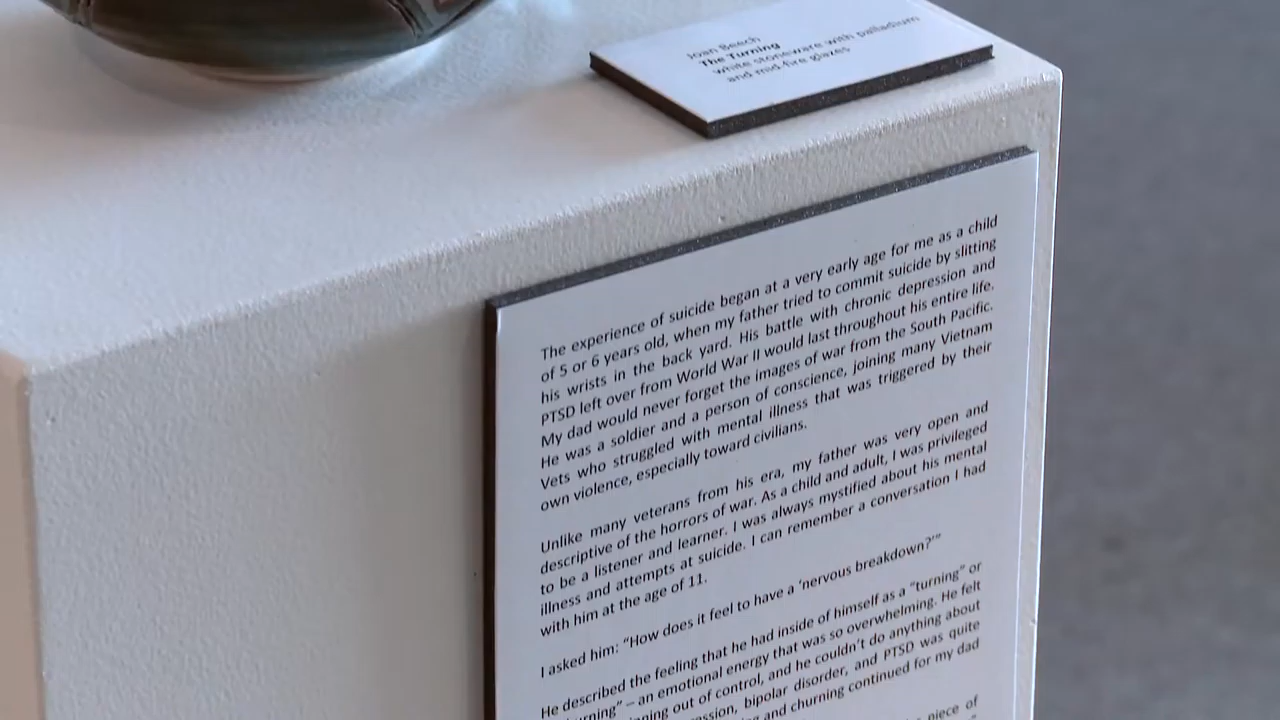 Joan Beech
The Turning
white stoneware with palladium
and mid-fire glazes
The experience of suicide began at a very early age for me as a child
of 5 or 6 years old, when my father tried to commit suicide by slitting
his wrists in the back yard. His battle with chronic depression and
PTSD left over from World War II would last throughout his entire life.
My dad would never forget the images of war from the South Pacific.
He was a soldier and a person of conscience, joining many Vietnam
Vets who struggled with mental illness that was triggered by their
own violence, especially toward civilians.
Unlike many veterans from his era, my father was very open and
descriptive of the horrors of war. As a child and adult, I was privileged
to be a listener and learner. I was always mystified about his mental
illness and attempts at suicide. I can remember a conversation I had
with him at the age of 11.
I asked him: “How does it feel to have a ‘nervous breakdown?’”
He described the feeling that he had inside of himself as a “turning” or
– an emotional energy that was so overwhelming. He felt
out of control, and he couldn’t do anything about
bipolar disorder, and PTSD was quite
and churning continued for my dad
piece of